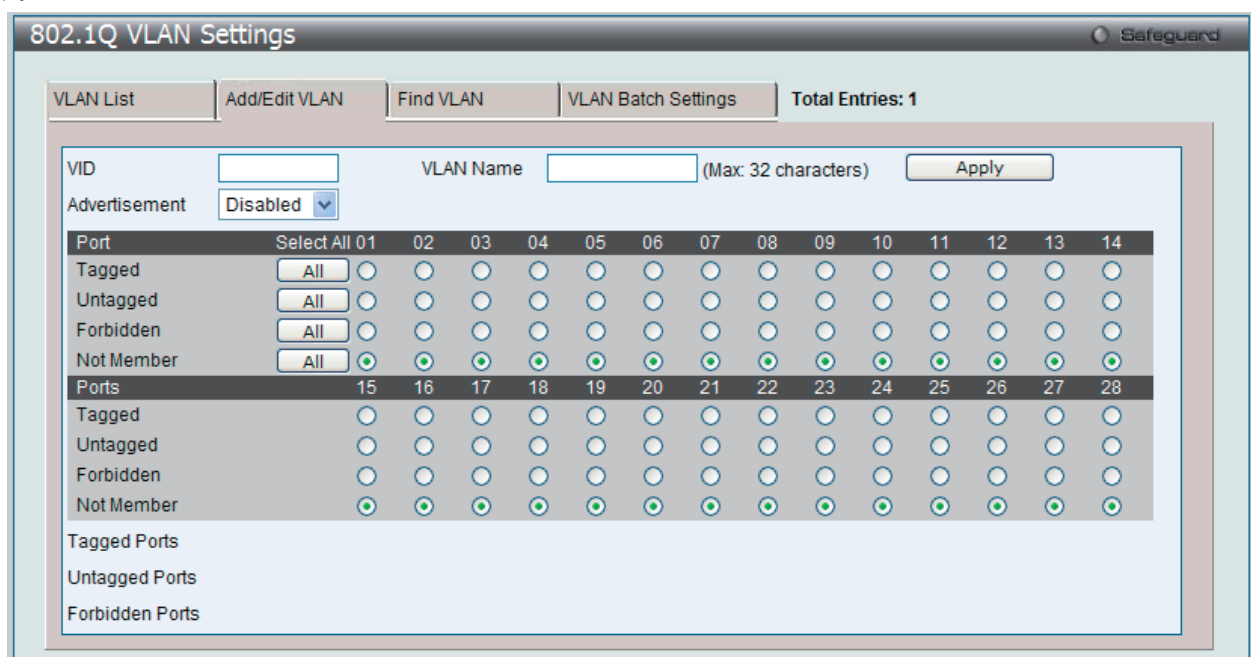 802.1Q VLAN Settings Safeguard
VLAN List Add/Edit VLAN Find VLAN VLAN Batch Settings Total Entries: 1
VID VLAN Name (Max: 32 characters) Apply
Advertisement Disabled
Port Select All 01 02 03 04 05 06 07 08 09 10 11 12 13 14
Tagged All
Untagged All
Forbidden All
Not Member All
Ports 15 16 17 18 19 20 21 22 23 24 25 26 27 28
Tagged
Untagged
Forbidden
Not Member
Tagged Ports
Untagged Ports
Forbidden Ports